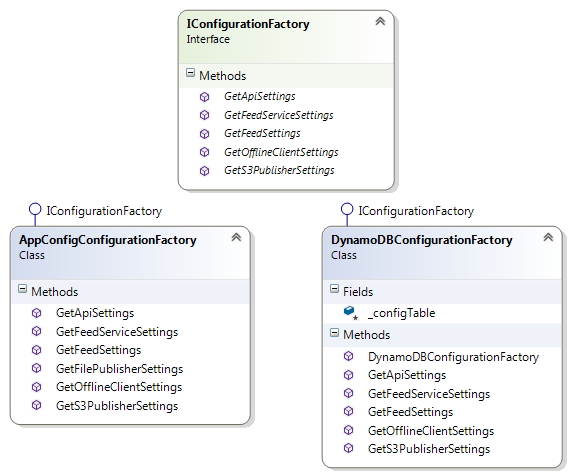 IConfigurationFactory
Interface
Methods
GetApiSettings
GetFeedServiceSettings
GetFeedSettings
GetOfflineClientSettings
GetS3PublisherSettings
IConfigurationFactory
AppConfigConfigurationFactory
Class
Methods
GetApiSettings
GetFeedServiceSettings
GetFeedSettings
GetFilePublisherSettings
GetOfflineClientSettings
GetS3PublisherSettings
IConfigurationFactory
DynamoDBConfigurationFactory
Class
Fields
_configTable
Methods
DynamoDBConfigurationFactory
GetApiSettings
GetFeedServiceSettings
GetFeedSettings
GetOfflineClientSettings
GetS3PublisherSettings